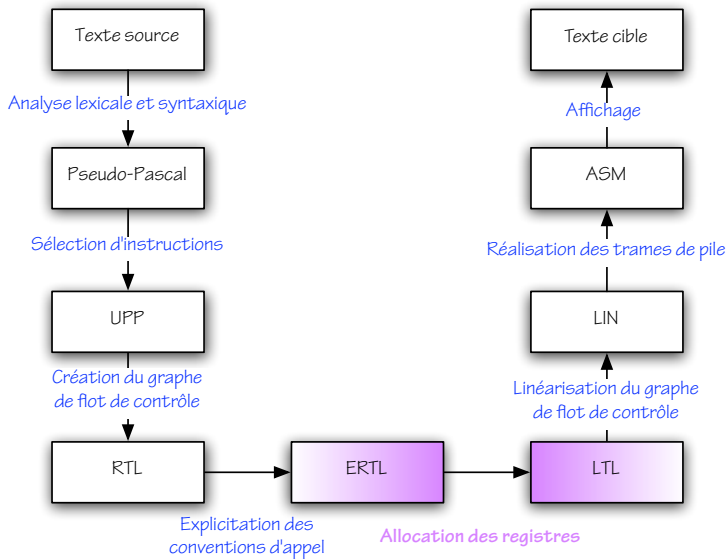 Texte source
Analyse lexicale et syntaxique
Pseudo-Pascal
Sélection d'instructions
UPP
Création du graphe
de flot de contrôle
RTL
Explicitation des
conventions d'appel
ERTL
Allocation des registres
LTL
Linéarisation du graphe
de flot de contrôle
LIN
Réalisation des trames de pile
ASM
Affichage
Texte cible